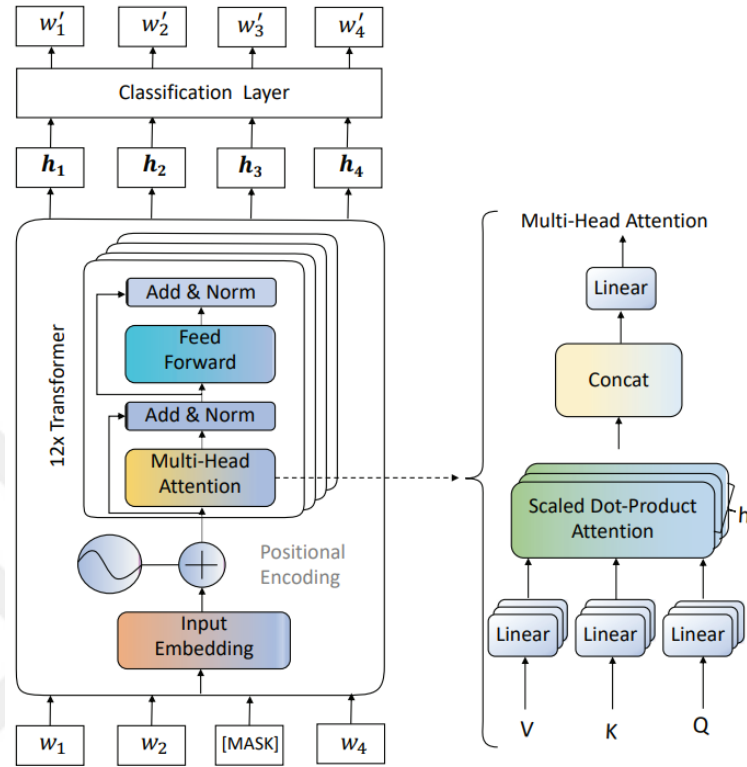 w′₁ w′₂ w′₃ w′₄
Classification Layer
h₁ h₂ h₃ h₄
12x Transformer
Add & Norm
Feed
Forward
Add & Norm
Multi-Head
Attention
Positional
Encoding
Input
Embedding
w₁ w₂ [MASK] w₄
Multi-Head Attention
Linear
Concat
Scaled Dot-Product
Attention
h
Linear Linear Linear
V K Q